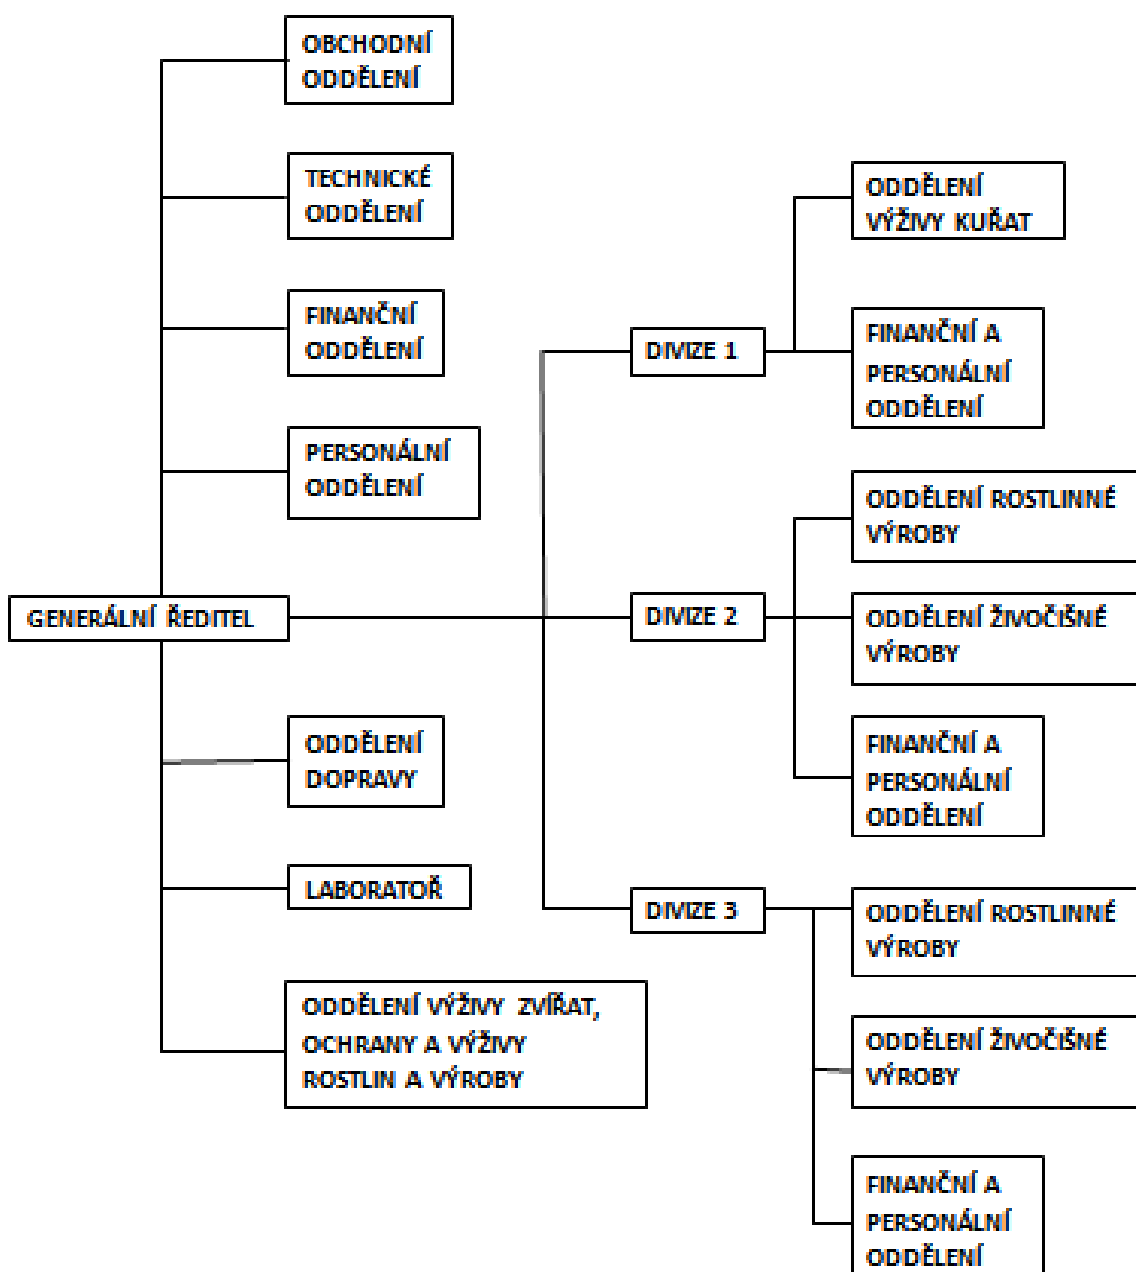 OBCHODNÍ
ODDĚLENÍ
TECHNICKÉ
ODDĚLENÍ
FINANČNÍ
ODDĚLENÍ
PERSONÁLNÍ
ODDĚLENÍ
GENERÁLNÍ ŘEDITEL
ODDĚLENÍ
DOPRAVY
LABORATOŘ
ODDĚLENÍ VÝŽIVY ZVÍŘAT,
OCHRANY A VÝŽIVY
ROSTLIN A VÝROBY
DIVIZE 1
ODDĚLENÍ
VÝŽIVY KUŘAT
FINANČNÍ A
PERSONÁLNÍ
ODDĚLENÍ
DIVIZE 2
ODDĚLENÍ ROSTLINNÉ
VÝROBY
ODDĚLENÍ ŽIVOČIŠNÉ
VÝROBY
FINANČNÍ A
PERSONÁLNÍ
ODDĚLENÍ
DIVIZE 3
ODDĚLENÍ ROSTLINNÉ
VÝROBY
ODDĚLENÍ ŽIVOČIŠNÉ
VÝROBY
FINANČNÍ A
PERSONÁLNÍ
ODDĚLENÍ